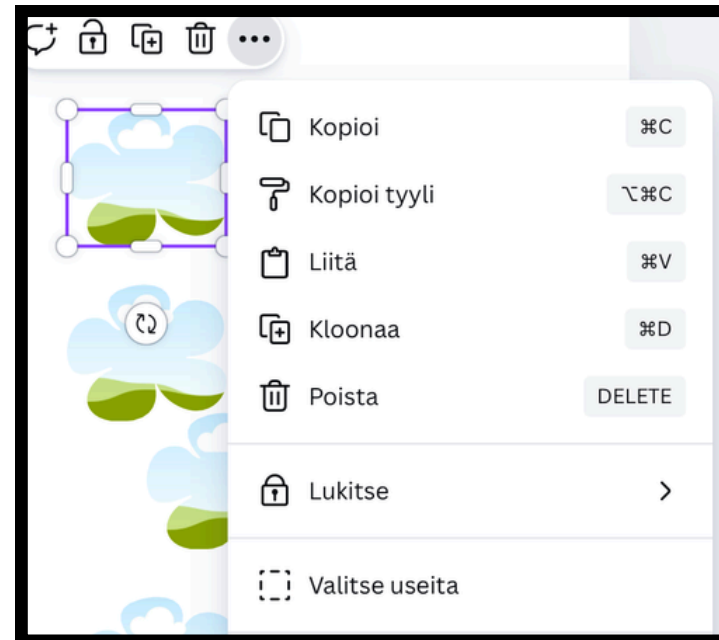 Kopioi ⌘C
Kopioi tyyli ⌥⌘C
Liitä ⌘V
Kloonaa ⌘D
Poista DELETE
Lukitse
Valitse useita